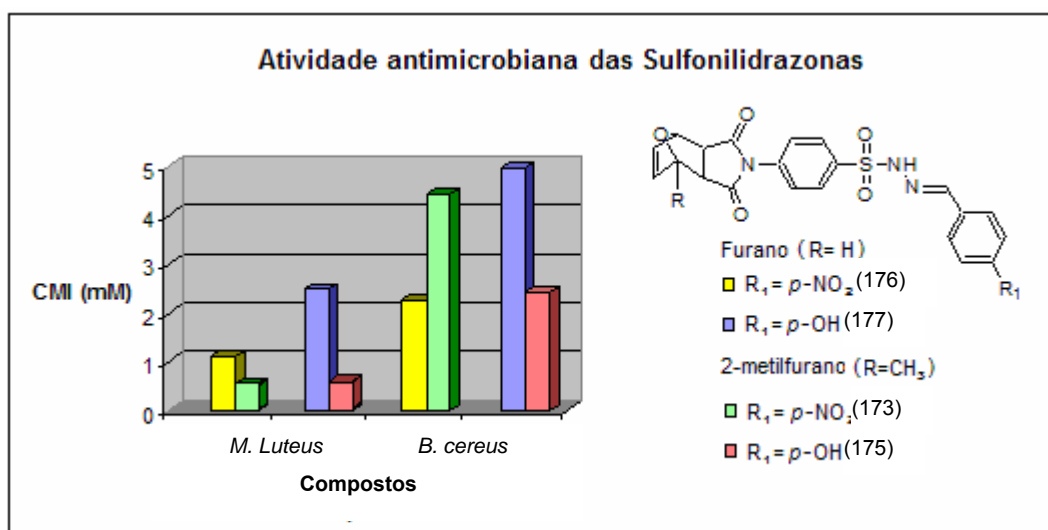 Atividade antimicrobiana das Sulfonilidrazonas
CMI (mM)
5
4
3
2
1
0
M. Luteus B. cereus
Compostos
O
O
O
N
R
O
O
S
O
NH
N
R₁
Furano (R= H)
R₁= p-NO₂(176)
R₁= p-OH(177)
2-metilfurano (R=CH₃)
R₁= p-NO₂(173)
R₁= p-OH(175)